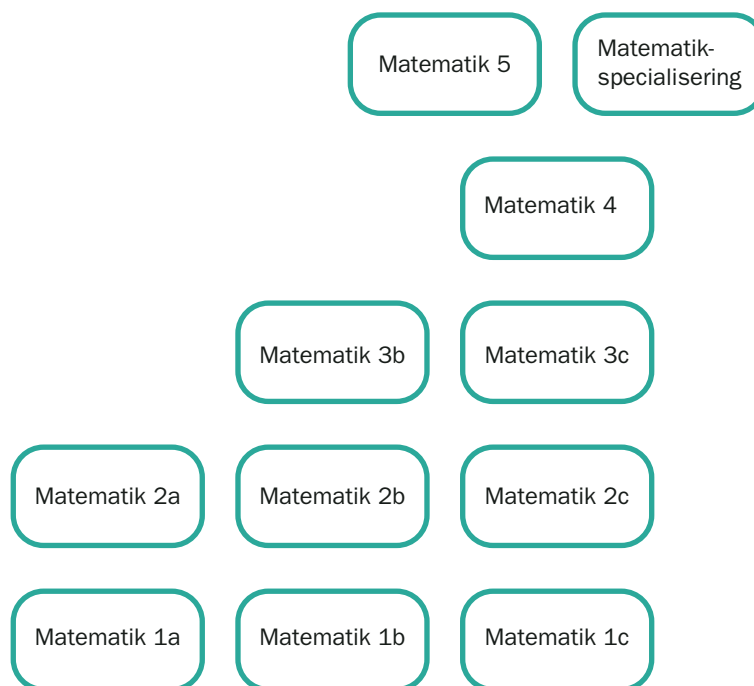 Matematik 5
Matematik-
specialisering
Matematik 4
Matematik 3b
Matematik 3c
Matematik 2a
Matematik 2b
Matematik 2c
Matematik 1a
Matematik 1b
Matematik 1c